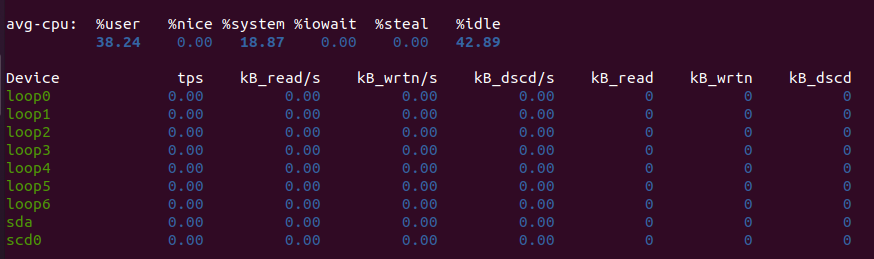 avg-cpu:  %user   %nice %system %iowait  %steal   %idle
          38.24    0.00   18.87    0.00    0.00   42.89
Device             tps    kB_read/s    kB_wrtn/s    kB_dscd/s    kB_read    kB_wrtn    kB_dscd
loop0             0.00         0.00         0.00         0.00          0          0          0
loop1             0.00         0.00         0.00         0.00          0          0          0
loop2             0.00         0.00         0.00         0.00          0          0          0
loop3             0.00         0.00         0.00         0.00          0          0          0
loop4             0.00         0.00         0.00         0.00          0          0          0
loop5             0.00         0.00         0.00         0.00          0          0          0
loop6             0.00         0.00         0.00         0.00          0          0          0
sda               0.00         0.00         0.00         0.00          0          0          0
scd0              0.00         0.00         0.00         0.00          0          0          0